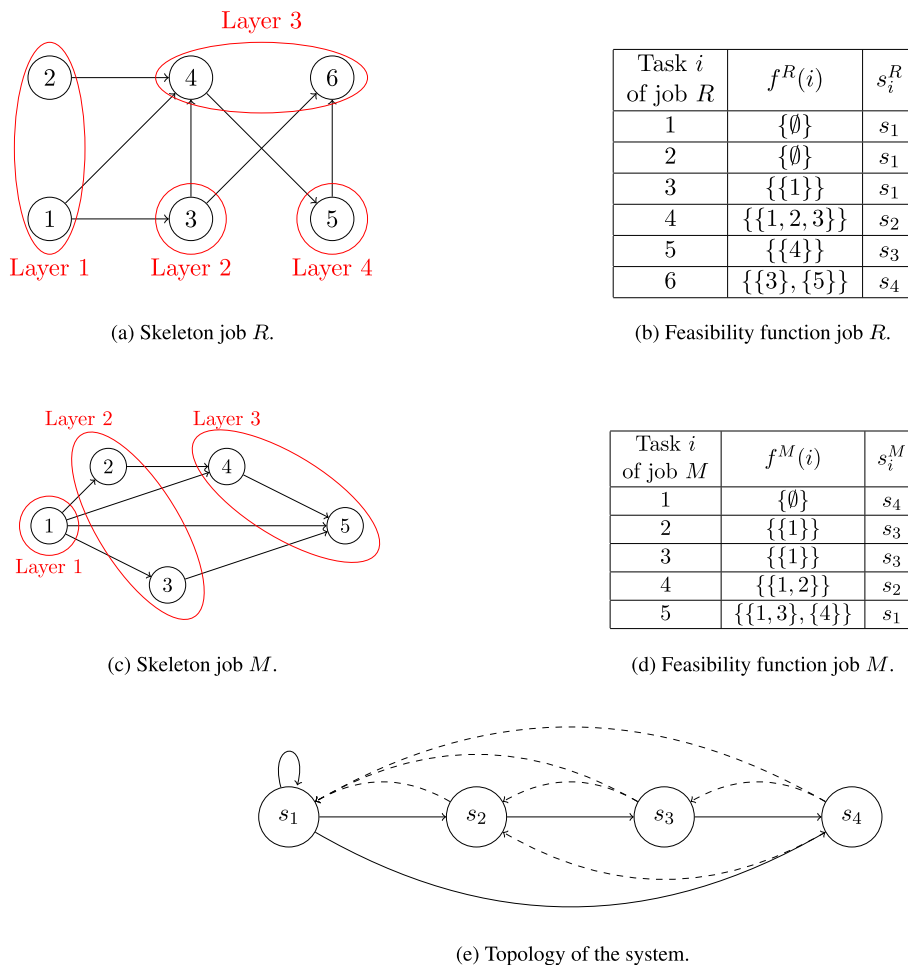 Layer 3
2
4
6
1
3
5
Layer 1
Layer 2
Layer 4
(a) Skeleton job R.
Task i of job R | f^R(i) | s_i^R
1 | {∅} | s_1
2 | {∅} | s_1
3 | {{1}} | s_1
4 | {{1, 2, 3}} | s_2
5 | {{4}} | s_3
6 | {{3}, {5}} | s_4
(b) Feasibility function job R.
Layer 2
Layer 3
2
4
1
5
Layer 1
3
(c) Skeleton job M.
Task i of job M | f^M(i) | s_i^M
1 | {∅} | s_4
2 | {{1}} | s_3
3 | {{1}} | s_3
4 | {{1, 2}} | s_2
5 | {{1, 3}, {4}} | s_1
(d) Feasibility function job M.
s_1
s_2
s_3
s_4
(e) Topology of the system.